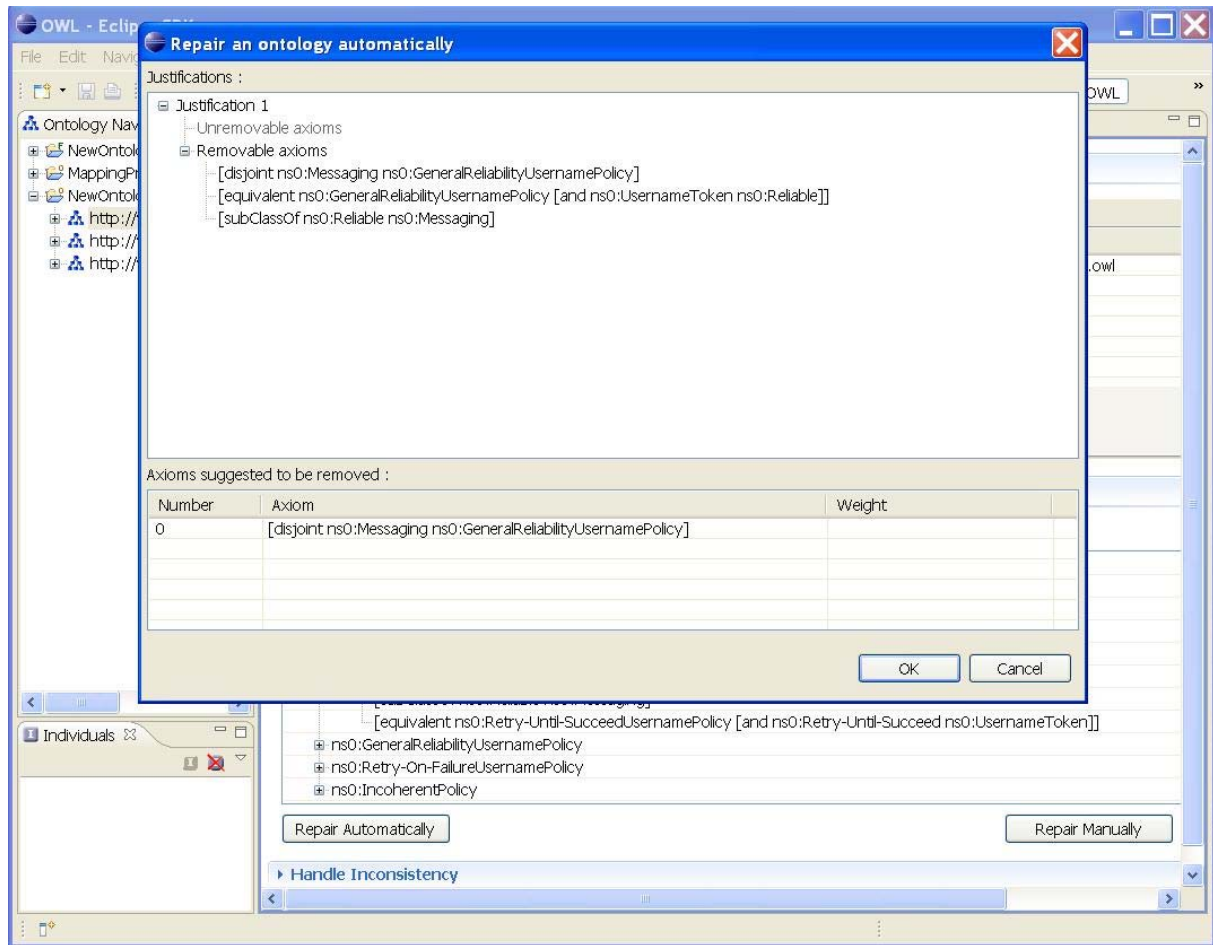 OWL - Eclip
File Edit Navig
OWL
»
Ontology Nav
NewOntol
MappingPr
NewOntol
http://
http://
http://
Repair an ontology automatically
Justifications :
Justification 1
Unremovable axioms
Removable axioms
[disjoint ns0:Messaging ns0:GeneralReliabilityUsernamePolicy]
[equivalent ns0:GeneralReliabilityUsernamePolicy [and ns0:UsernameToken ns0:Reliable]]
[subClassOf ns0:Reliable ns0:Messaging]
.owl
Axioms suggested to be removed :
Number Axiom Weight
0 [disjoint ns0:Messaging ns0:GeneralReliabilityUsernamePolicy]
OK Cancel
[equivalent ns0:Retry-Until-SucceedUsernamePolicy [and ns0:Retry-Until-Succeed ns0:UsernameToken]]
ns0:GeneralReliabilityUsernamePolicy
ns0:Retry-On-FailureUsernamePolicy
ns0:IncoherentPolicy
Individuals
Repair Automatically Repair Manually
Handle Inconsistency